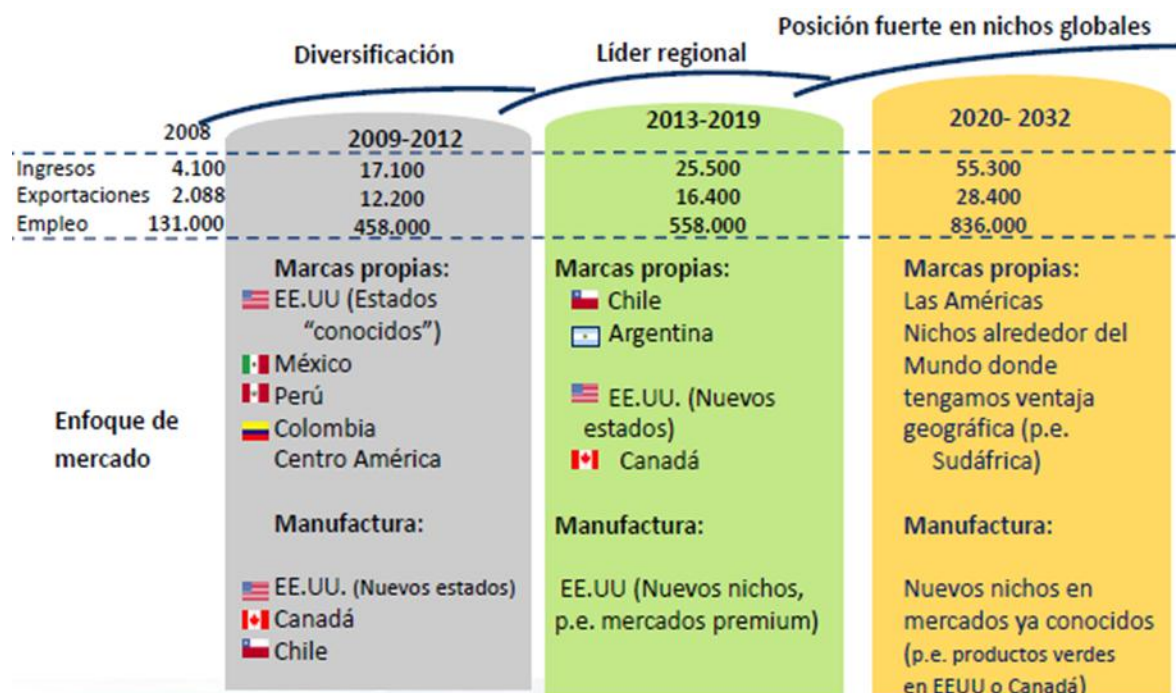 Diversificación
Líder regional
Posición fuerte en nichos globales
2008
2009-2012
2013-2019
2020- 2032
Ingresos 4.100 17.100 25.500 55.300
Exportaciones 2.088 12.200 16.400 28.400
Empleo 131.000 458.000 558.000 836.000
Enfoque de
mercado
Marcas propias:
EE.UU (Estados
“conocidos”)
México
Perú
Colombia
Centro América
Manufactura:
EE.UU. (Nuevos estados)
Canadá
Chile
Marcas propias:
Chile
Argentina
EE.UU. (Nuevos
estados)
Canadá
Manufactura:
EE.UU (Nuevos nichos,
p.e. mercados premium)
Marcas propias:
Las Américas
Nichos alrededor del
Mundo donde
tengamos ventaja
geográfica (p.e.
Sudáfrica)
Manufactura:
Nuevos nichos en
mercados ya conocidos
(p.e. productos verdes
en EEUU o Canadá)